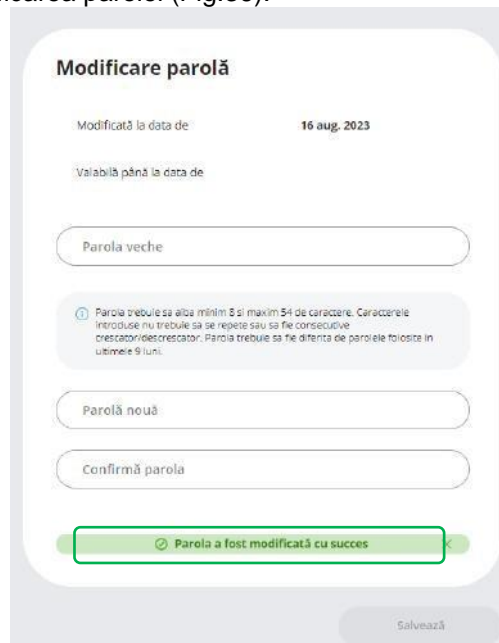 Modificare parolă
Modificată la data de 16 aug. 2023
Valabilă până la data de
Parola veche
Parola trebuie sa aiba minim 8 si maxim 54 de caractere. Caracterele
introduse nu trebuie sa se repete sau sa fie consecutive
crescator/descrescator. Parola trebuie sa fie diferita de parolele folosite in
ultimele 9 luni.
Parolă nouă
Confirmă parola
Parola a fost modificată cu succes
Salvează